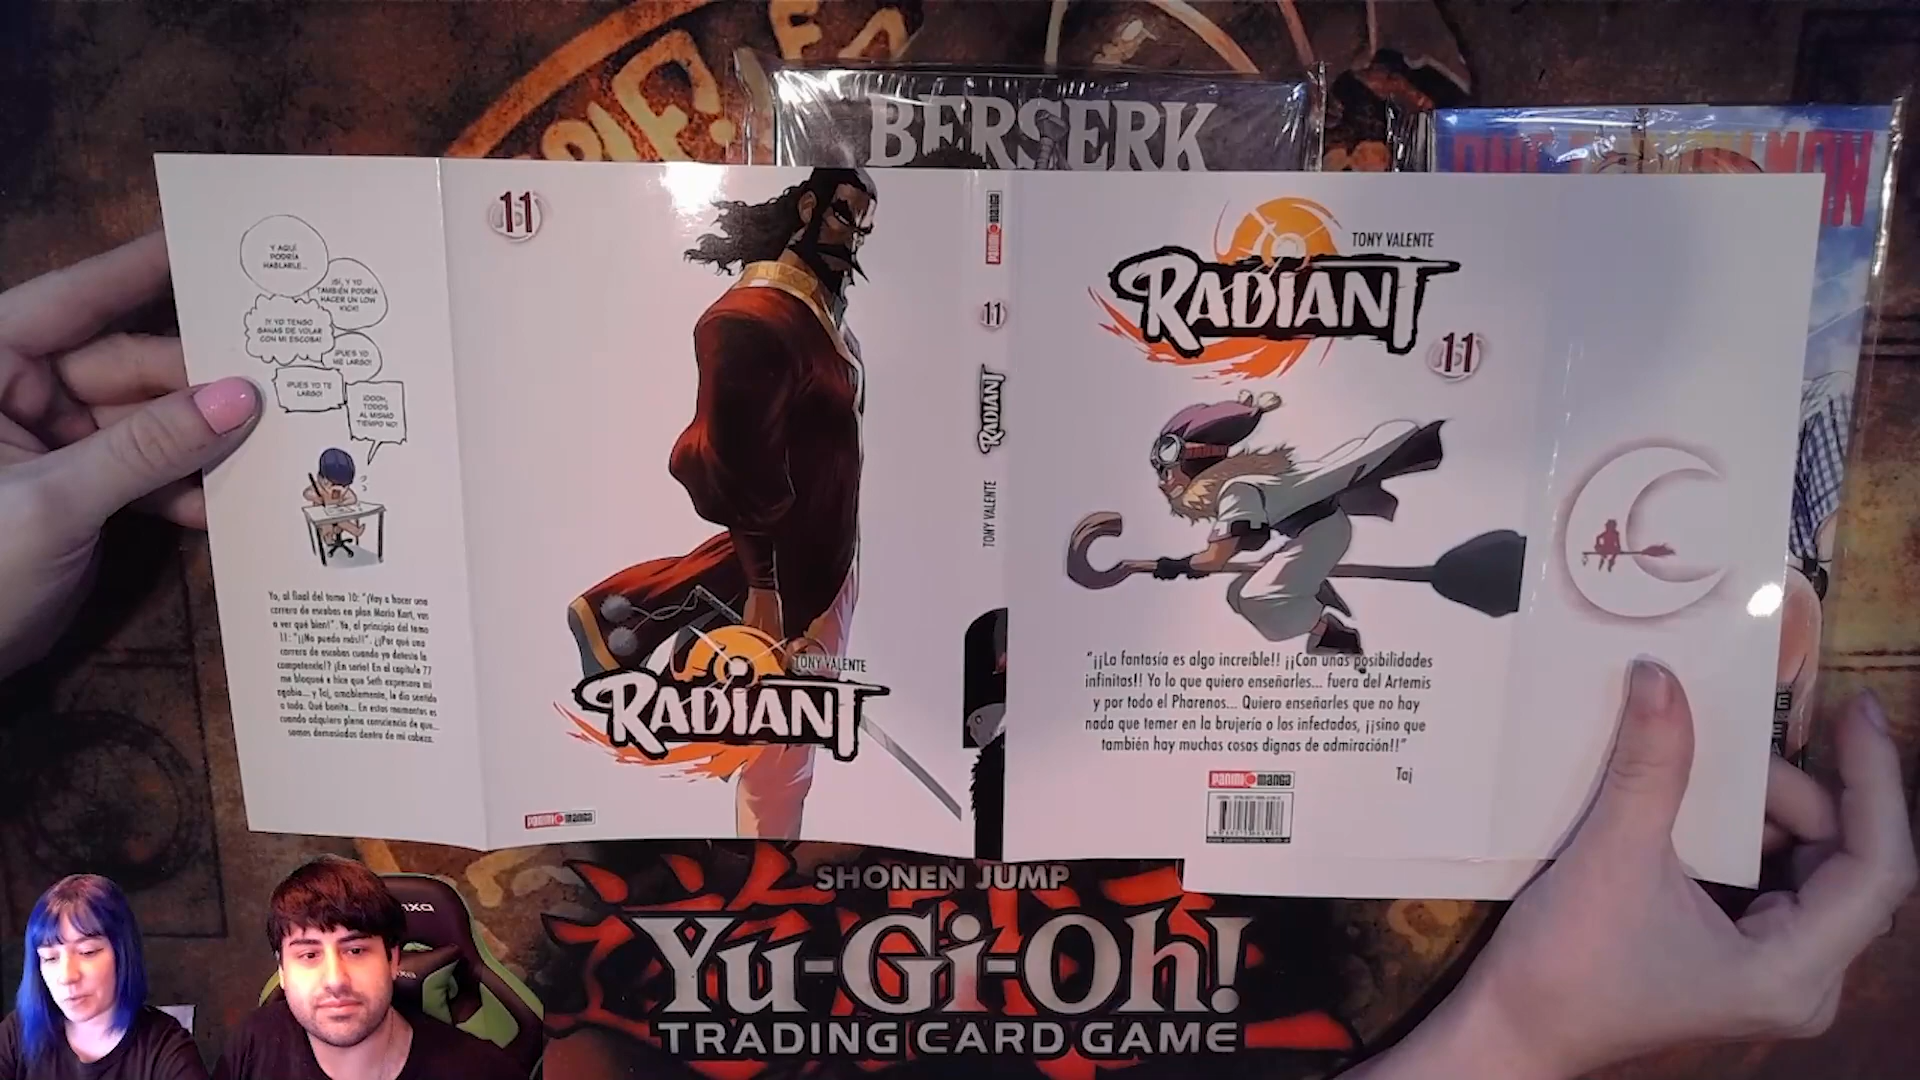 BERSERK
Y AQUÍ
PODRÍA
HABLARLE...
¡SÍ, Y YO
TAMBIÉN PODRÍA
HACER UN LOW
KICK!
¡Y YO TENGO
GANAS DE VOLAR
CON MI ESCOBA!
¡PUES YO
ME LARGO!
¡PUES YO TE
LARGO!
¡OOOH,
TODOS
AL MISMO
TIEMPO NO!
Yo, al final del tomo 10: "¡Voy a hacer una
carrera de escobas en plan Mario Kart, vas
a ver qué bien!". Yo, al principio del tomo
11: "¡¡No puedo más!!". ¿¡Por qué una
carrera de escobas cuando yo detesto la
competencia!? ¡En serio! En el capítulo 77
me bloqueé e hice que Seth expresara mi
agobio... y Taj, amablemente, le dio sentido
a todo. Qué bonito... En estos momentos es
cuando adquiero plena consciencia de que...
somos demasiados dentro de mi cabeza.
11
TONY VALENTE
RADIANT
PANINI MANGA
PANINI MANGA
11
RADIANT
TONY VALENTE
TONY VALENTE
RADIANT
11
"¡¡La fantasía es algo increíble!! ¡¡Con unas posibilidades
infinitas!! Yo lo que quiero enseñarles... fuera del Artemis
y por todo el Pharenos... Quiero enseñarles que no hay
nada que temer en la brujería o los infectados, ¡¡sino que
también hay muchas cosas dignas de admiración!!"
Taj
PANINI MANGA
SHONEN JUMP
Yu-Gi-Oh!
TRADING CARD GAME